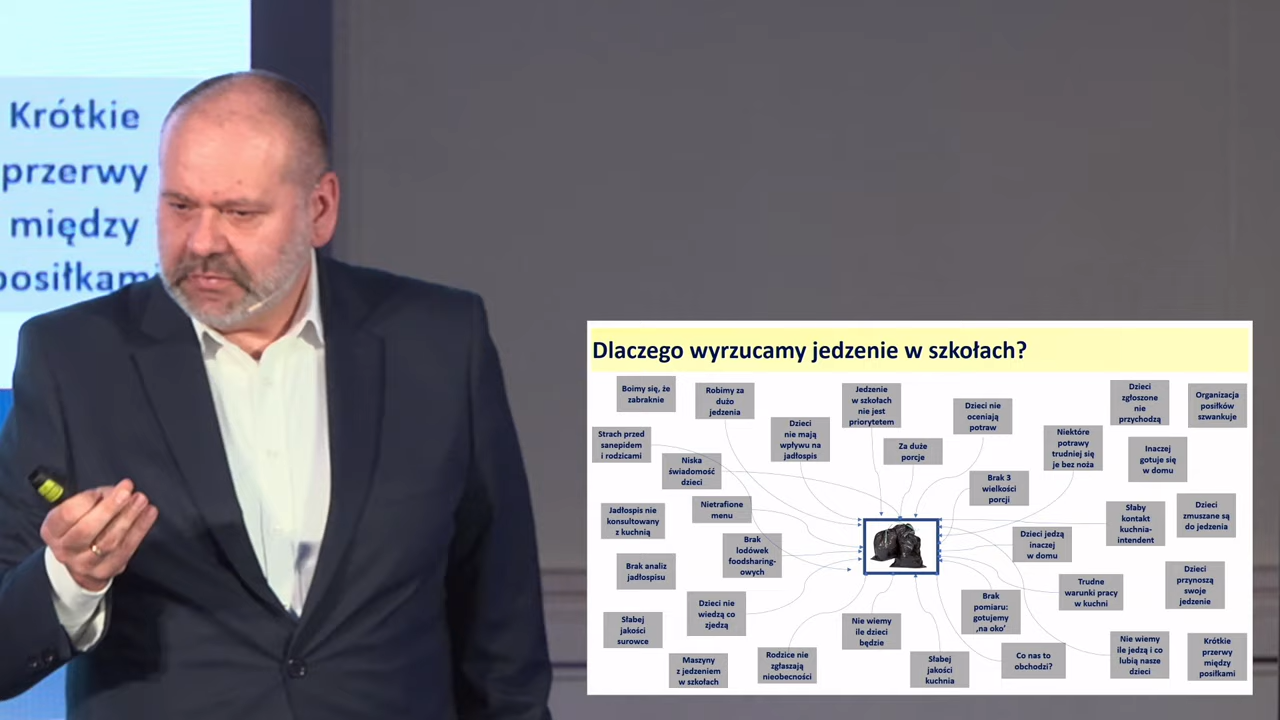 Krótkie
przerwy
między
posiłkami
Dlaczego wyrzucamy jedzenie w szkołach?
Boimy się, że
zabraknie
Robimy za
dużo
jedzenia
Jedzenie
w szkołach
nie jest
priorytetem
Dzieci nie
oceniają
potraw
Dzieci
zgłoszone
nie
przychodzą
Organizacja
posiłków
szwankuje
Strach przed
sanepidem
i rodzicami
Dzieci
nie mają
wpływu na
jadłospis
Za duże
porcje
Niektóre
potrawy
trudniej się
je bez noża
Inaczej
gotuje się
w domu
Niska
świadomość
dzieci
Brak 3
wielkości
porcji
Jadłospis nie
konsultowany
z kuchnią
Nietrafione
menu
Słaby
kontakt
kuchnia-
intendent
Dzieci
zmuszane są
do jedzenia
Brak
lodówek
foodsharing-
owych
Dzieci jedzą
inaczej
w domu
Brak analiz
jadłospisu
Trudne
warunki pracy
w kuchni
Dzieci
przynoszą
swoje
jedzenie
Dzieci nie
wiedzą co
zjedzą
Brak
pomiaru:
gotujemy
‚na oko’
Słabej
jakości
surowce
Nie wiemy
ile dzieci
będzie
Maszyny
z jedzeniem
w szkołach
Rodzice nie
zgłaszają
nieobecności
Słabej
jakości
kuchnia
Co nas to
obchodzi?
Nie wiemy
ile jedzą i co
lubią nasze
dzieci
Krótkie
przerwy
między
posiłkami